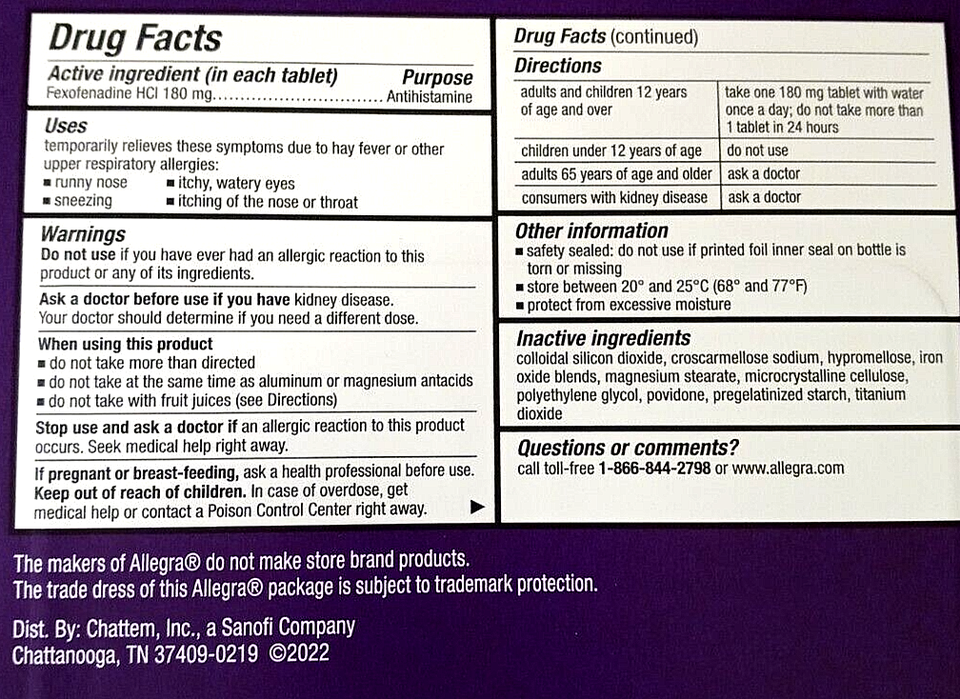 Drug Facts
Active ingredient (in each tablet) Purpose
Fexofenadine HCl 180 mg............................. Antihistamine
Uses
temporarily relieves these symptoms due to hay fever or other
upper respiratory allergies:
■ runny nose ■ itchy, watery eyes
■ sneezing ■ itching of the nose or throat
Warnings
Do not use if you have ever had an allergic reaction to this
product or any of its ingredients.
Ask a doctor before use if you have kidney disease.
Your doctor should determine if you need a different dose.
When using this product
■ do not take more than directed
■ do not take at the same time as aluminum or magnesium antacids
■ do not take with fruit juices (see Directions)
Stop use and ask a doctor if an allergic reaction to this product
occurs. Seek medical help right away.
If pregnant or breast-feeding, ask a health professional before use.
Keep out of reach of children. In case of overdose, get
medical help or contact a Poison Control Center right away. ▶
Drug Facts (continued)
Directions
adults and children 12 years take one 180 mg tablet with water
of age and over once a day; do not take more than
1 tablet in 24 hours
children under 12 years of age do not use
adults 65 years of age and older ask a doctor
consumers with kidney disease ask a doctor
Other information
■ safety sealed: do not use if printed foil inner seal on bottle is
torn or missing
■ store between 20° and 25°C (68° and 77°F)
■ protect from excessive moisture
Inactive ingredients
colloidal silicon dioxide, croscarmellose sodium, hypromellose, iron
oxide blends, magnesium stearate, microcrystalline cellulose,
polyethylene glycol, povidone, pregelatinized starch, titanium
dioxide
Questions or comments?
call toll-free 1-866-844-2798 or www.allegra.com
The makers of Allegra® do not make store brand products.
The trade dress of this Allegra® package is subject to trademark protection.
Dist. By: Chattem, Inc., a Sanofi Company
Chattanooga, TN 37409-0219 ©2022